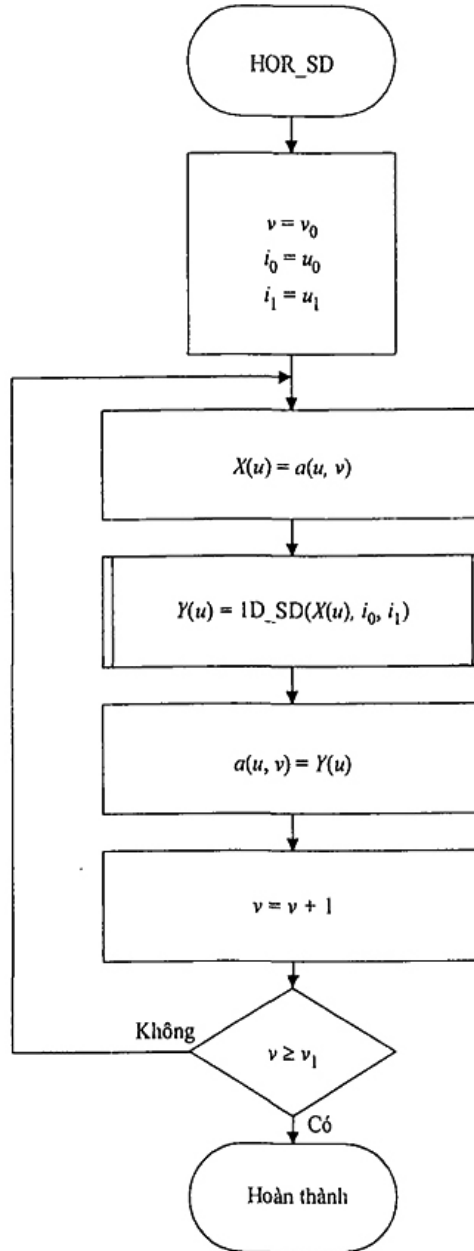 HOR_SD
v = v₀
i₀ = u₀
i₁ = u₁
X(u) = a(u, v)
Y(u) = 1D_SD(X(u), i₀, i₁)
a(u, v) = Y(u)
v = v + 1
Không
v ≥ v₁
Có
Hoàn thành